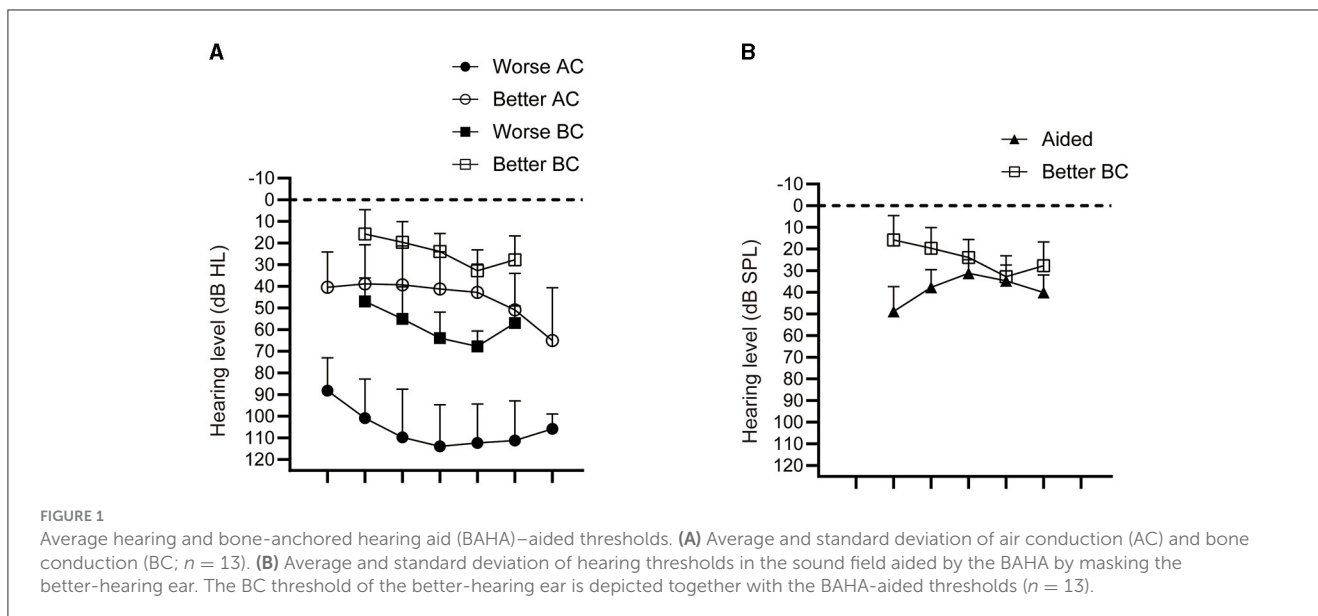 A
Worse AC
Better AC
Worse BC
Better BC
Hearing level (dB HL)
-10
0
10
20
30
40
50
60
70
80
90
100
110
120
B
Aided
Better BC
Hearing level (dB SPL)
-10
0
10
20
30
40
50
60
70
80
90
100
110
120
FIGURE 1
Average hearing and bone-anchored hearing aid (BAHA)–aided thresholds. (A) Average and standard deviation of air conduction (AC) and bone
conduction (BC; n = 13). (B) Average and standard deviation of hearing thresholds in the sound field aided by the BAHA by masking the
better-hearing ear. The BC threshold of the better-hearing ear is depicted together with the BAHA-aided thresholds (n = 13).